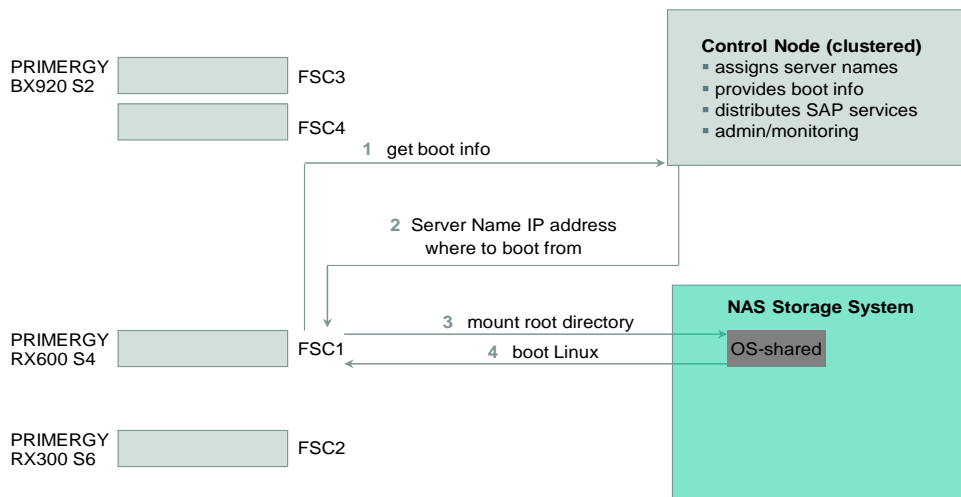 Control Node (clustered)
▪ assigns server names
▪ provides boot info
▪ distributes SAP services
▪ admin/monitoring
PRIMERGY
BX920 S2
FSC3
FSC4
1 get boot info
2 Server Name IP address
where to boot from
NAS Storage System
PRIMERGY
RX600 S4
FSC1
3 mount root directory
4 boot Linux
OS-shared
PRIMERGY
RX300 S6
FSC2